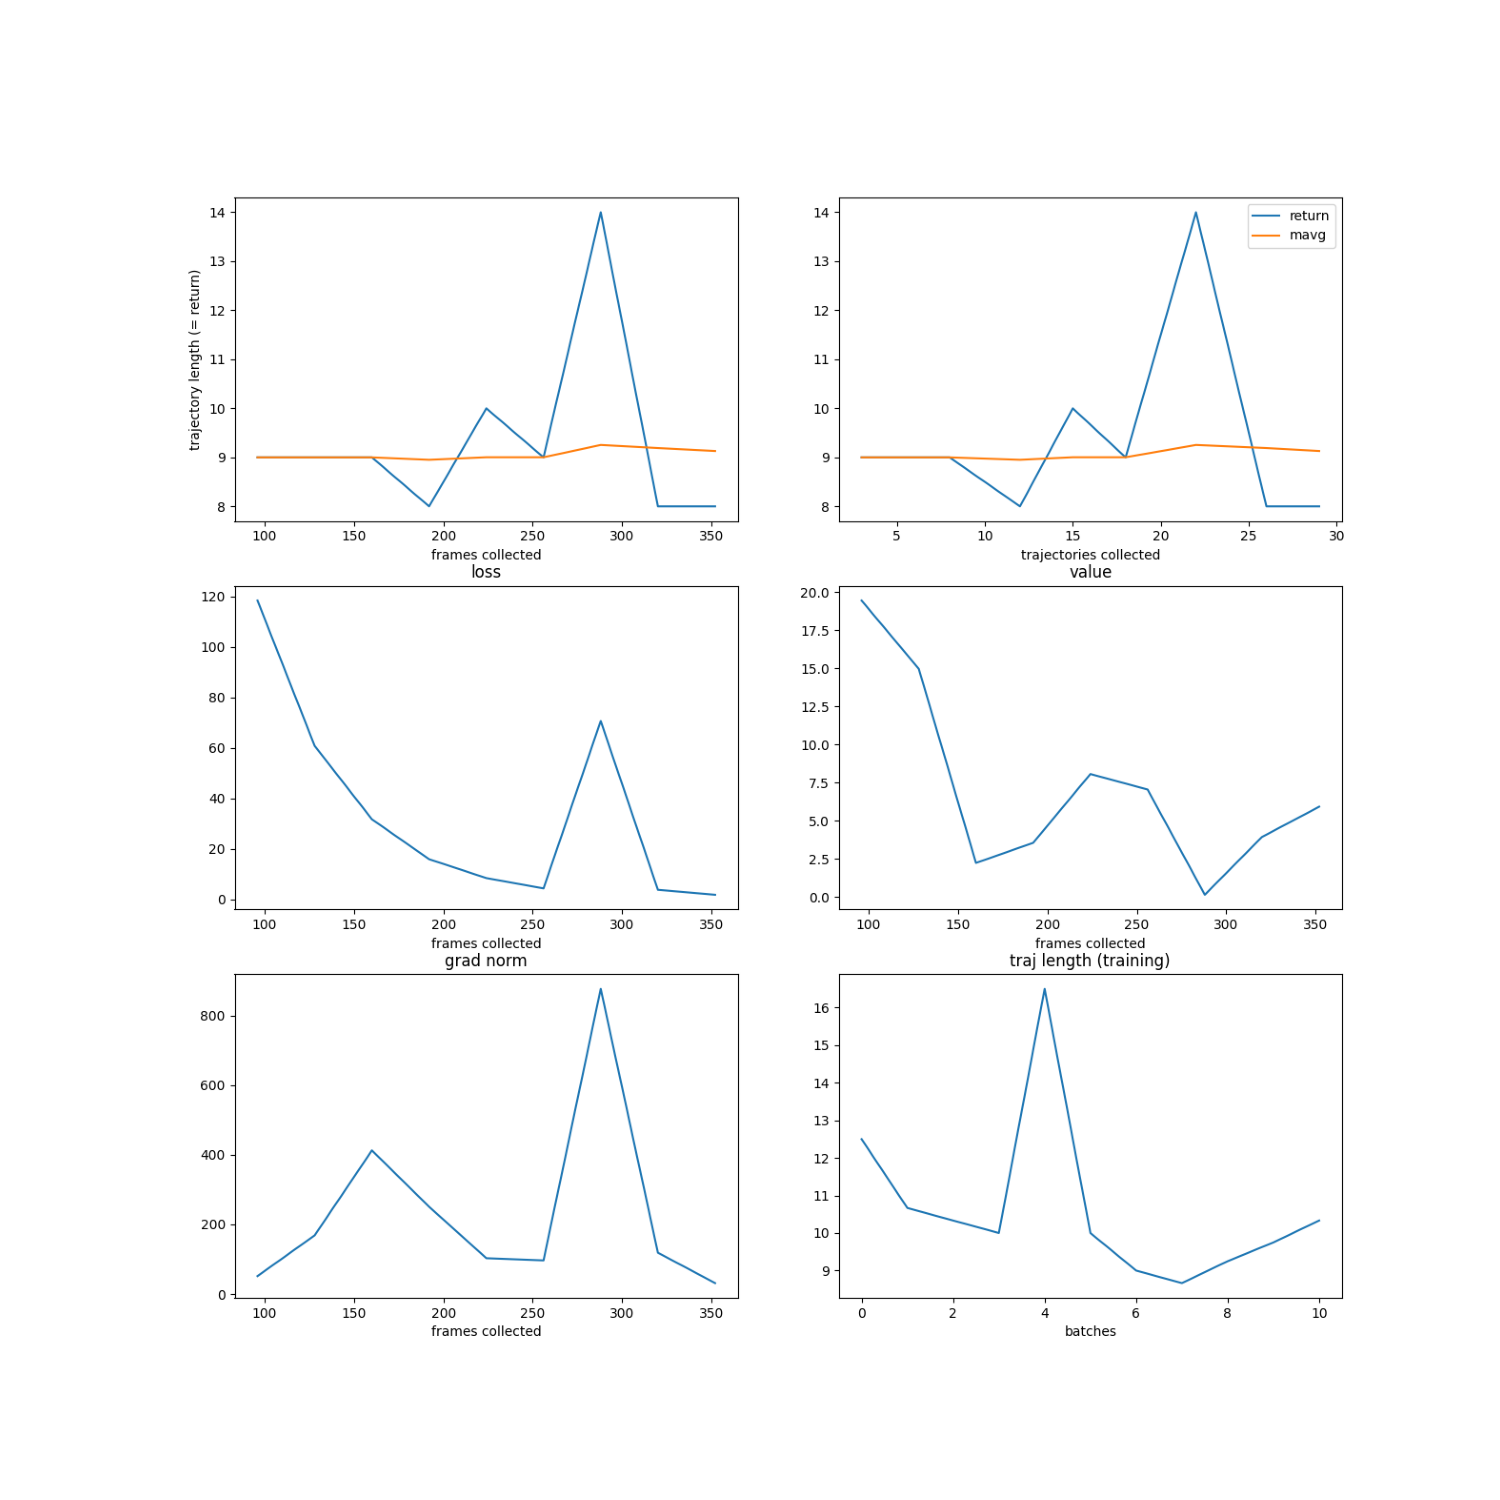 14
13
12
11
10
9
8
trajectory length (= return)
100 150 200 250 300 350
frames collected
14
13
12
11
10
9
8
return
mavg
5 10 15 20 25 30
trajectories collected
loss
120
100
80
60
40
20
0
100 150 200 250 300 350
frames collected
value
20.0
17.5
15.0
12.5
10.0
7.5
5.0
2.5
0.0
100 150 200 250 300 350
frames collected
grad norm
800
600
400
200
0
100 150 200 250 300 350
frames collected
traj length (training)
16
15
14
13
12
11
10
9
0 2 4 6 8 10
batches